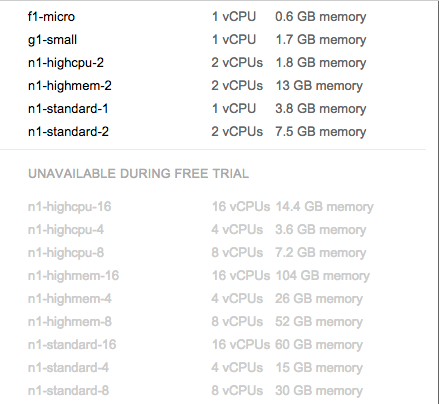 f1-micro 1 vCPU 0.6 GB memory
g1-small 1 vCPU 1.7 GB memory
n1-highcpu-2 2 vCPUs 1.8 GB memory
n1-highmem-2 2 vCPUs 13 GB memory
n1-standard-1 1 vCPU 3.8 GB memory
n1-standard-2 2 vCPUs 7.5 GB memory
UNAVAILABLE DURING FREE TRIAL
n1-highcpu-16 16 vCPUs 14.4 GB memory
n1-highcpu-4 4 vCPUs 3.6 GB memory
n1-highcpu-8 8 vCPUs 7.2 GB memory
n1-highmem-16 16 vCPUs 104 GB memory
n1-highmem-4 4 vCPUs 26 GB memory
n1-highmem-8 8 vCPUs 52 GB memory
n1-standard-16 16 vCPUs 60 GB memory
n1-standard-4 4 vCPUs 15 GB memory
n1-standard-8 8 vCPUs 30 GB memory